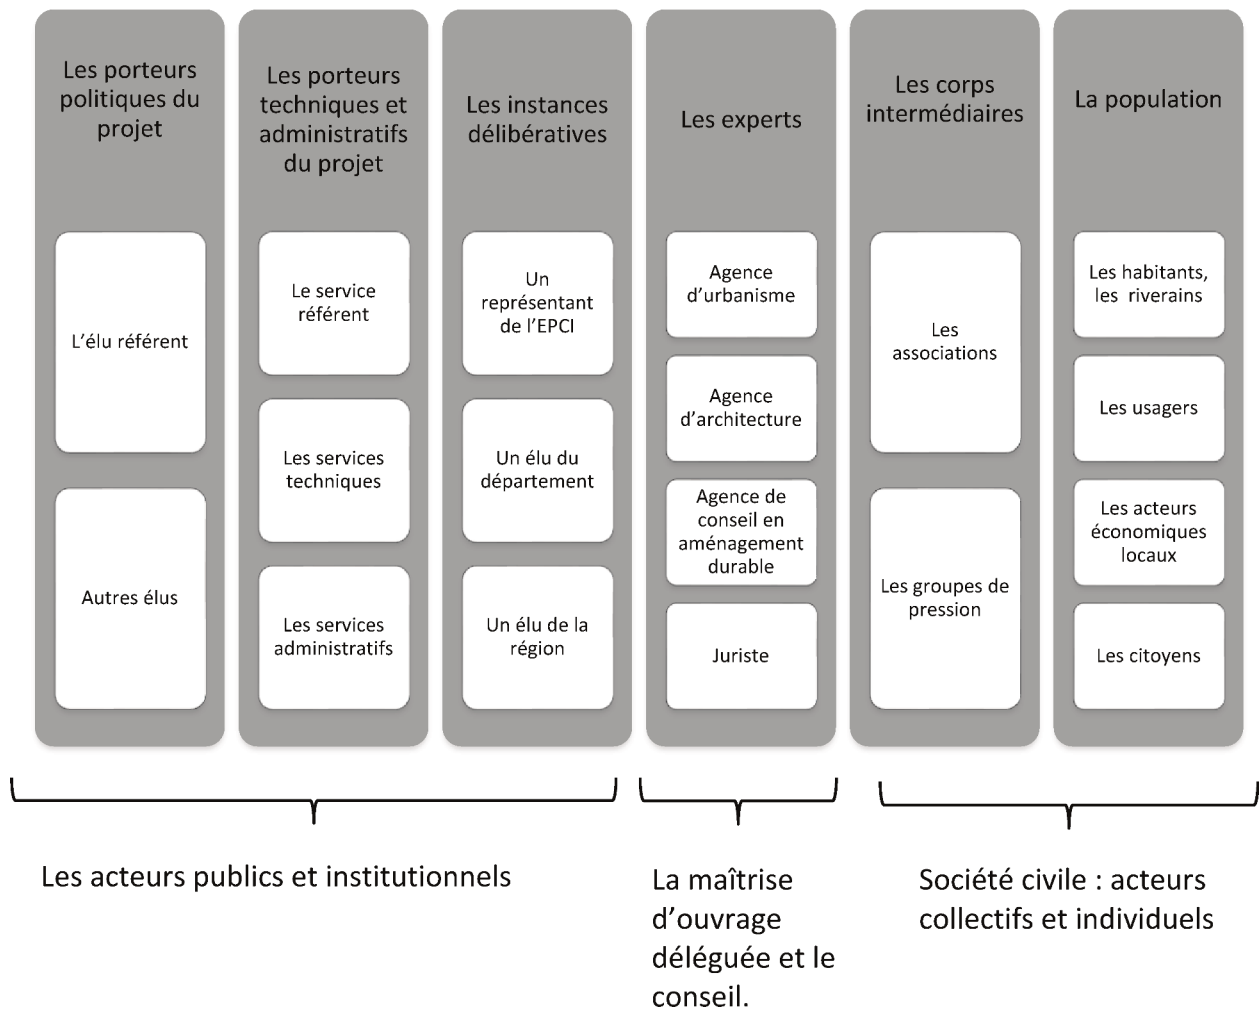 Les porteurs
politiques du
projet
L'élu référent
Autres élus
Les porteurs
techniques et
administratifs
du projet
Le service
référent
Les services
techniques
Les services
administratifs
Les instances
délibératives
Un
représentant
de l'EPCI
Un élu du
département
Un élu de la
région
Les experts
Agence
d'urbanisme
Agence
d'architecture
Agence de
conseil en
aménagement
durable
Juriste
Les corps
intermédiaires
Les
associations
Les groupes de
pression
La population
Les habitants,
les riverains
Les usagers
Les acteurs
économiques
locaux
Les citoyens
Les acteurs publics et institutionnels
La maîtrise
d'ouvrage
déléguée et le
conseil.
Société civile : acteurs
collectifs et individuels